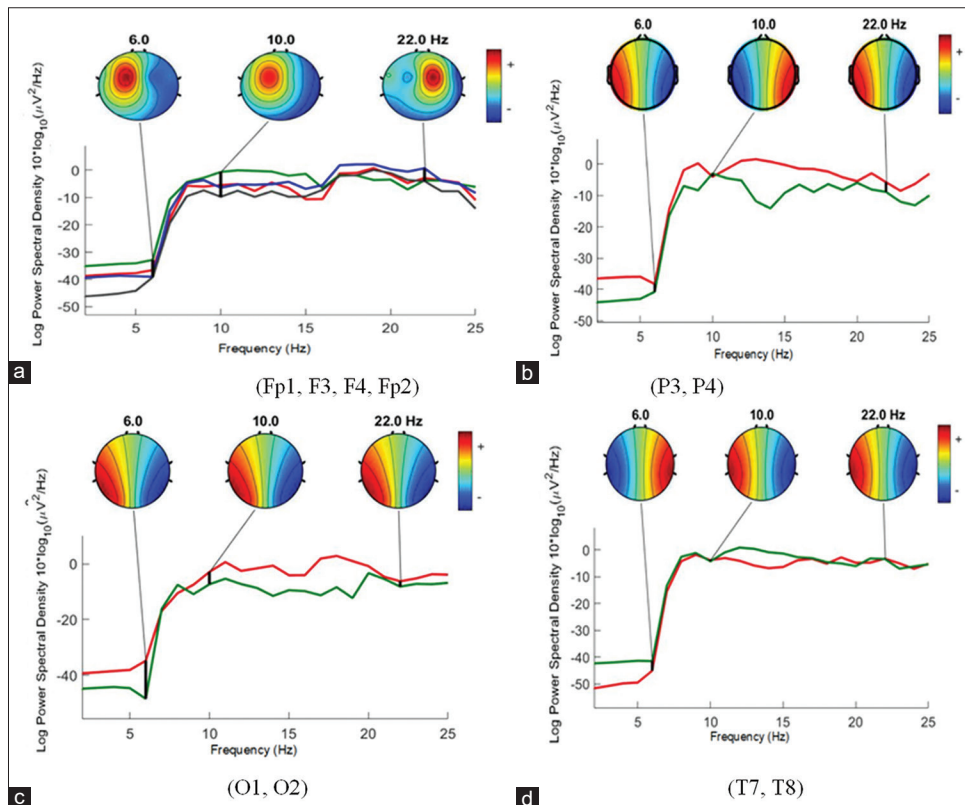 6.0 10.0 22.0 Hz
+
-
Log Power Spectral Density 10*log10(μV²/Hz)
0
-10
-20
-30
-40
-50
5 10 15 20 25
Frequency (Hz)
a
(Fp1, F3, F4, Fp2)
6.0 10.0 22.0 Hz
+
-
Log Power Spectral Density 10*log10(μV²/Hz)
10
0
-10
-20
-30
-40
-50
5 10 15 20 25
Frequency (Hz)
b
(P3, P4)
6.0 10.0 22.0 Hz
+
-
Log Power Spectral Density 10*log10(μV²/Hz)
0
-20
-40
5 10 15 20 25
Frequency (Hz)
c
(O1, O2)
6.0 10.0 22.0 Hz
+
-
Log Power Spectral Density 10*log10(μV²/Hz)
0
-10
-20
-30
-40
-50
5 10 15 20 25
Frequency (Hz)
d
(T7, T8)